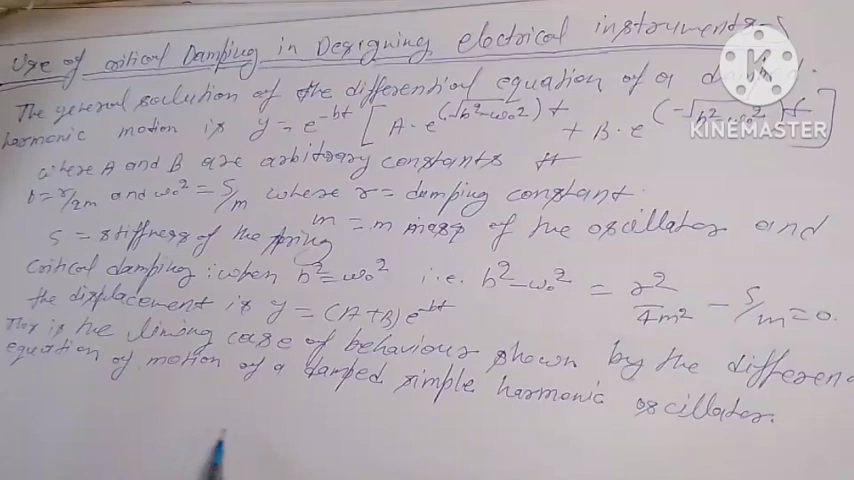 Use of critical Damping in Designing electrical instruments:-
The general solution of the differential equation of a damped
harmonic motion is y = e^-bt [ A·e^(√b²-ω₀²)t + B·e^(-√b²-ω₀²)t ]
where A and B are arbitrary constants
b = r/2m and ω₀² = S/m where r = damping constant.
m = m mass of the oscillator and
S = stiffness of the spring
Critical damping : when b² = ω₀² i.e. b² - ω₀² = r²/4m² - S/m = 0.
the displacement is y = (A+B) e^-bt
This is the liming case of behaviour shown by the differen
equation of motion of a damped simple harmonic oscillator.
KINEMASTER